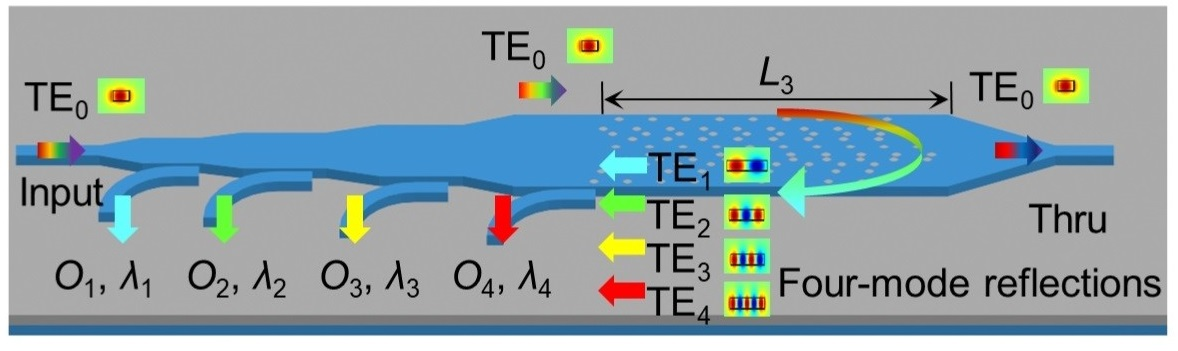 TE₀
TE₀
L₃
TE₀
Input
TE₁
TE₂
TE₃
TE₄
Thru
O₁, λ₁
O₂, λ₂
O₃, λ₃
O₄, λ₄
Four-mode reflections